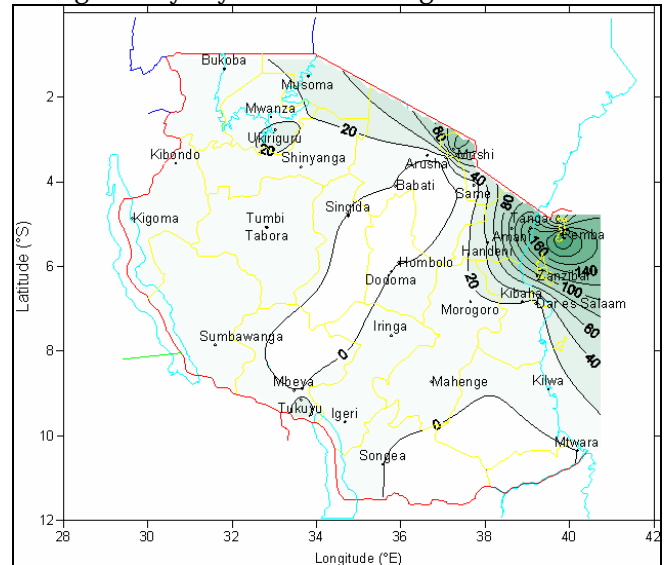 Bukoba
Musoma
2
Mwanza
Ukiriguru
20
20
80
Moshi
Kibondo
Shinyanga
Arusha
4
Babati
40
Same
Singida
80
Kigoma
Tumbi
Tabora
Tanga
Amani
Pemba
160
Handeni
Hombolo
6
Dodoma
Zanzibar
140
20
100
Kibaha
Dar es Salaam
Morogoro
Iringa
80
Sumbawanga
0
40
8
Mbeya
Mahenge
Kilwa
Tukuyu
Igeri
0
10
Songea
Mtwara
12
28
30
32
34
36
38
40
42
Latitude (°S)
Longitude (°E)